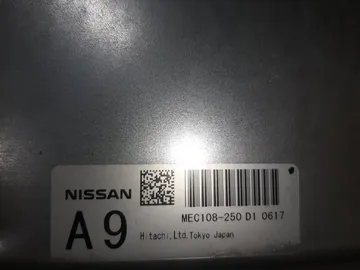 NISSAN
A9
MEC108-250 D1 0617
Hitachi,Ltd.Tokyo Japan